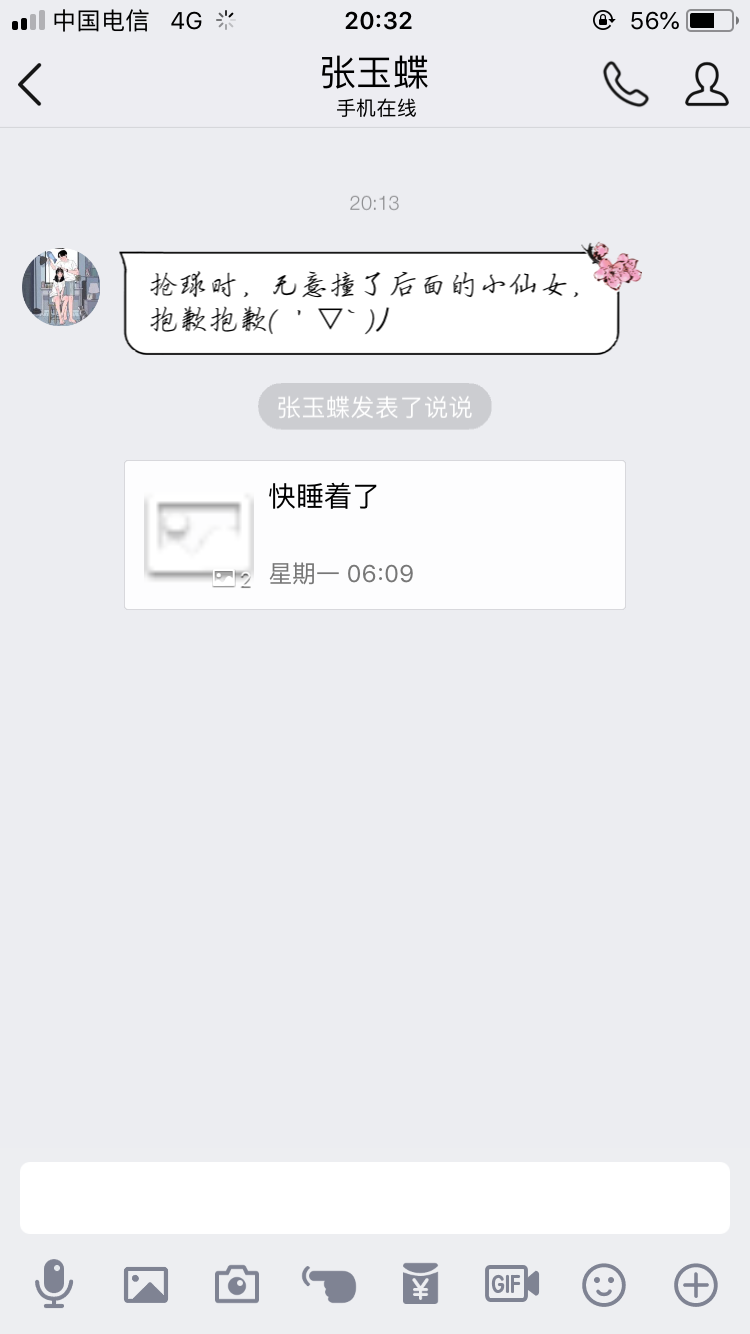 中国电信 4G 20:32 56%
张玉蝶
手机在线
20:13
抢球时，无意撞了后面的小仙女，
抱歉抱歉( ＇▽｀)丿
张玉蝶发表了说说
快睡着了
2
星期一 06:09
¥ GIF